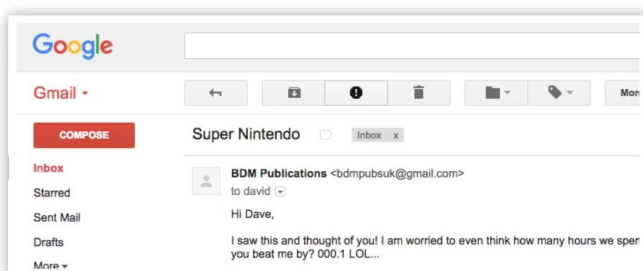 Google
Gmail
More
COMPOSE
Super Nintendo
Inbox x
Inbox
BDM Publications <bdmpubsuk@gmail.com>
Starred
to david
Sent Mail
Hi Dave,
Drafts
I saw this and thought of you! I am worried to even think how many hours we
you beat me by? 000.1 LOL...
More